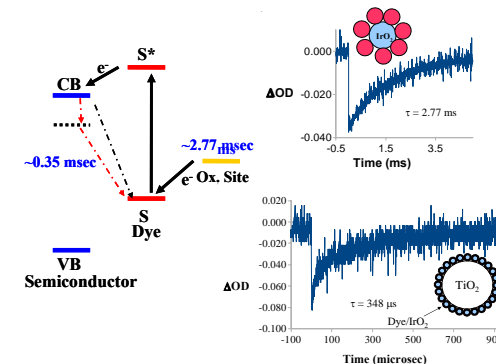 S*
e-
CB
~2.77 msec
ms
~0.35 msec
e-
Ox. Site
S
Dye
VB
Semiconductor
IrO2
0.000
-0.020
-0.040
ΔOD
τ = 2.77 ms
-0.5
1.5
3.5
Time (ms)
0.020
0.000
-0.020
-0.040
-0.060
-0.080
-0.100
ΔOD
τ = 348 μs
TiO2
Dye/IrO2
-100
100
300
500
700
900
Time (microsec)